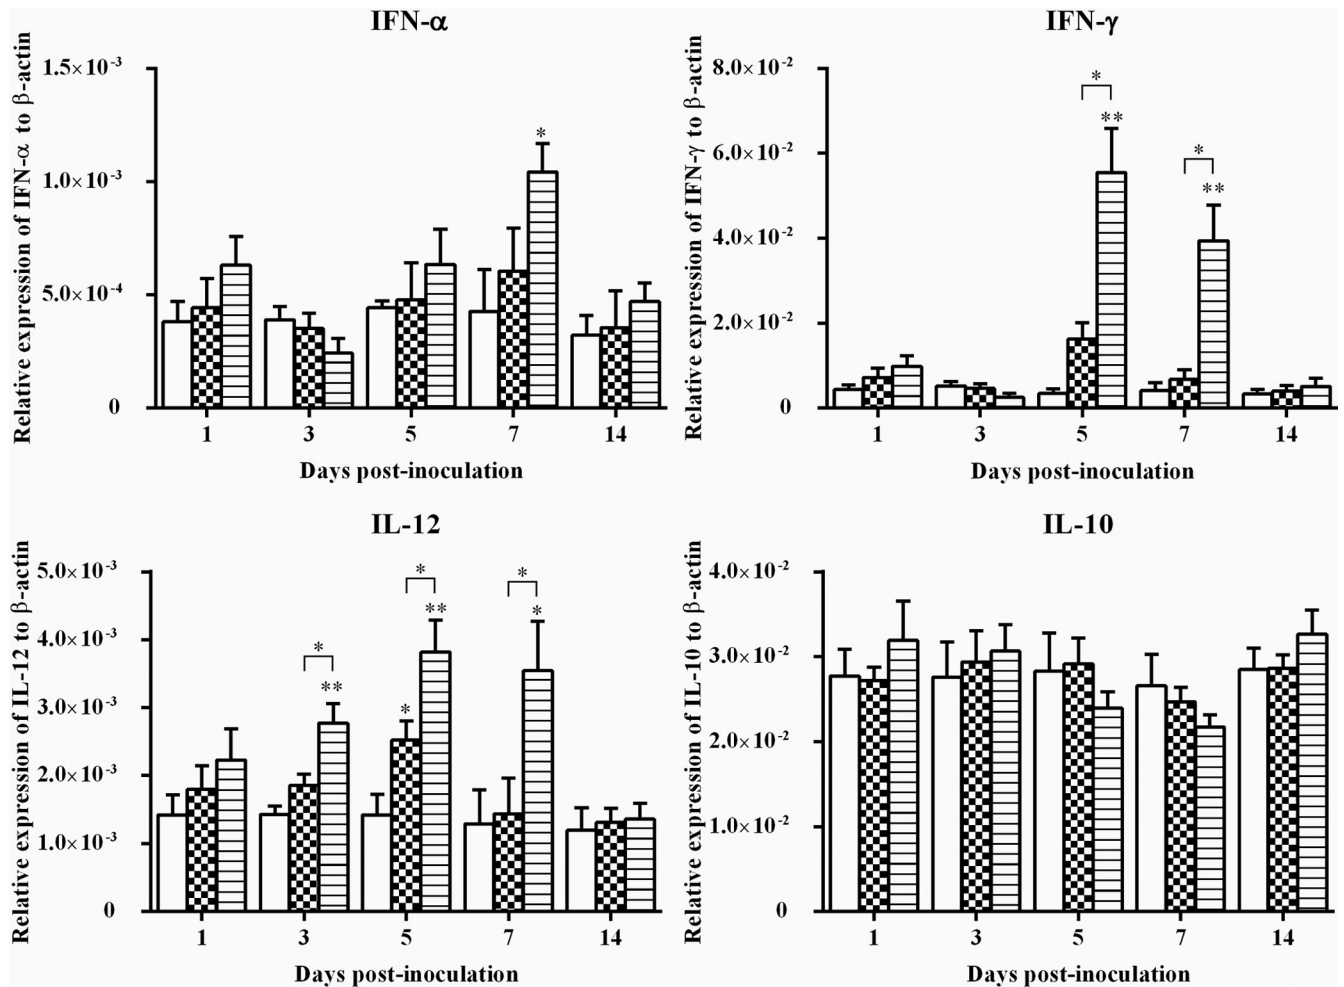 IFN-α
Relative expression of IFN-α to β-actin
1.5×10⁻³
1.0×10⁻³
5.0×10⁻⁴
0
*
1 3 5 7 14
Days post-inoculation
IFN-γ
Relative expression of IFN-γ to β-actin
8.0×10⁻²
6.0×10⁻²
4.0×10⁻²
2.0×10⁻²
0
*
**
*
**
1 3 5 7 14
Days post-inoculation
IL-12
Relative expression of IL-12 to β-actin
5.0×10⁻³
4.0×10⁻³
3.0×10⁻³
2.0×10⁻³
1.0×10⁻³
0
*
**
*
*
**
*
*
1 3 5 7 14
Days post-inoculation
IL-10
Relative expression of IL-10 to β-actin
4.0×10⁻²
3.0×10⁻²
2.0×10⁻²
1.0×10⁻²
0
1 3 5 7 14
Days post-inoculation